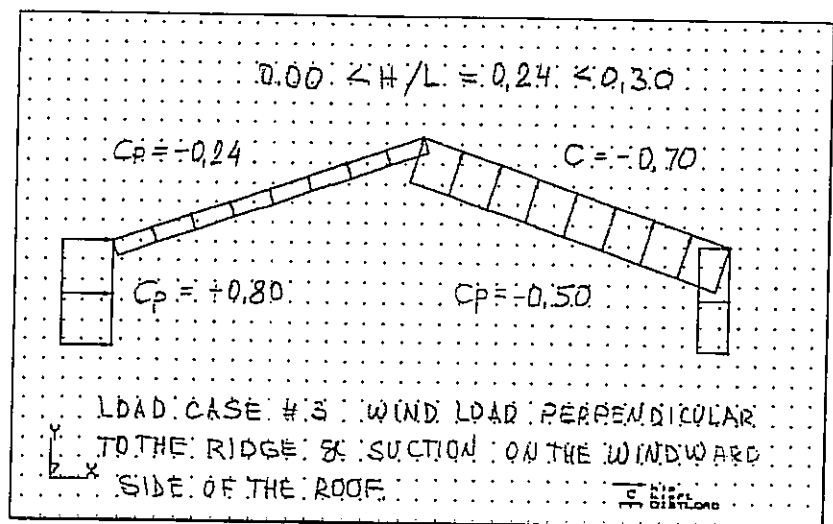 0.00 < H/L = 0,24 < 0,30
Cp = -0,24
C = -0,70
Cp = +0,80
Cp = -0,50
LOAD CASE #3 WIND LOAD PERPENDICULAR
TO THE RIDGE & SUCTION ON THE WINDWARD
SIDE OF THE ROOF
Y
Z X
C
DISTLOAD